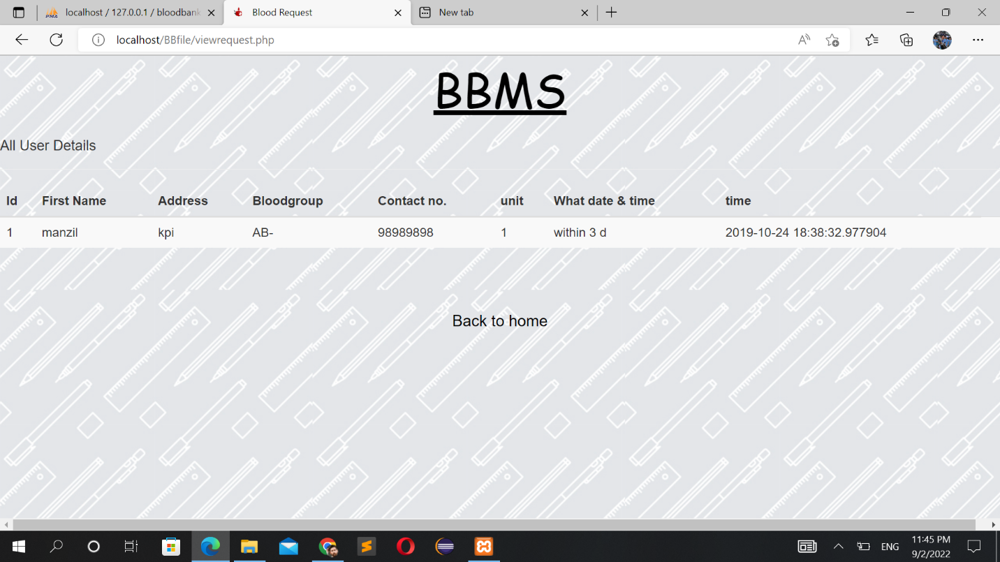 PMA localhost / 127.0.0.1 / bloodbank
Blood Request
New tab
localhost/BBfile/viewrequest.php
BBMS
All User Details
Id First Name Address Bloodgroup Contact no. unit What date & time time
1 manzil kpi AB- 98989898 1 within 3 d 2019-10-24 18:38:32.977904
Back to home
ENG
11:45 PM
9/2/2022